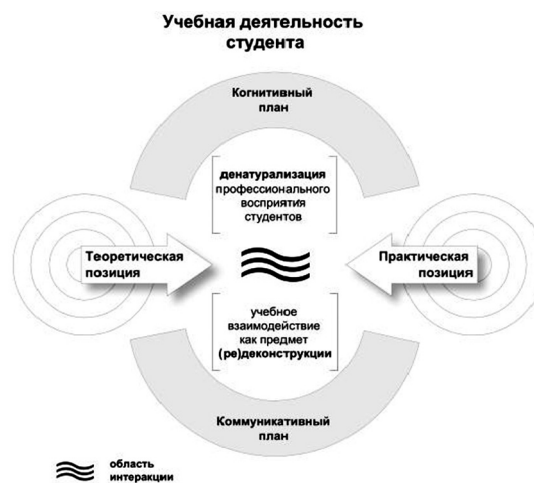 Учебная деятельность
студента
Когнитивный
план
денатурализация
профессионального
восприятия
студентов
Теоретическая
позиция
Практическая
позиция
учебное
взаимодействие
как предмет
(ре)деконструкции
Коммуникативный
план
область
интеракции